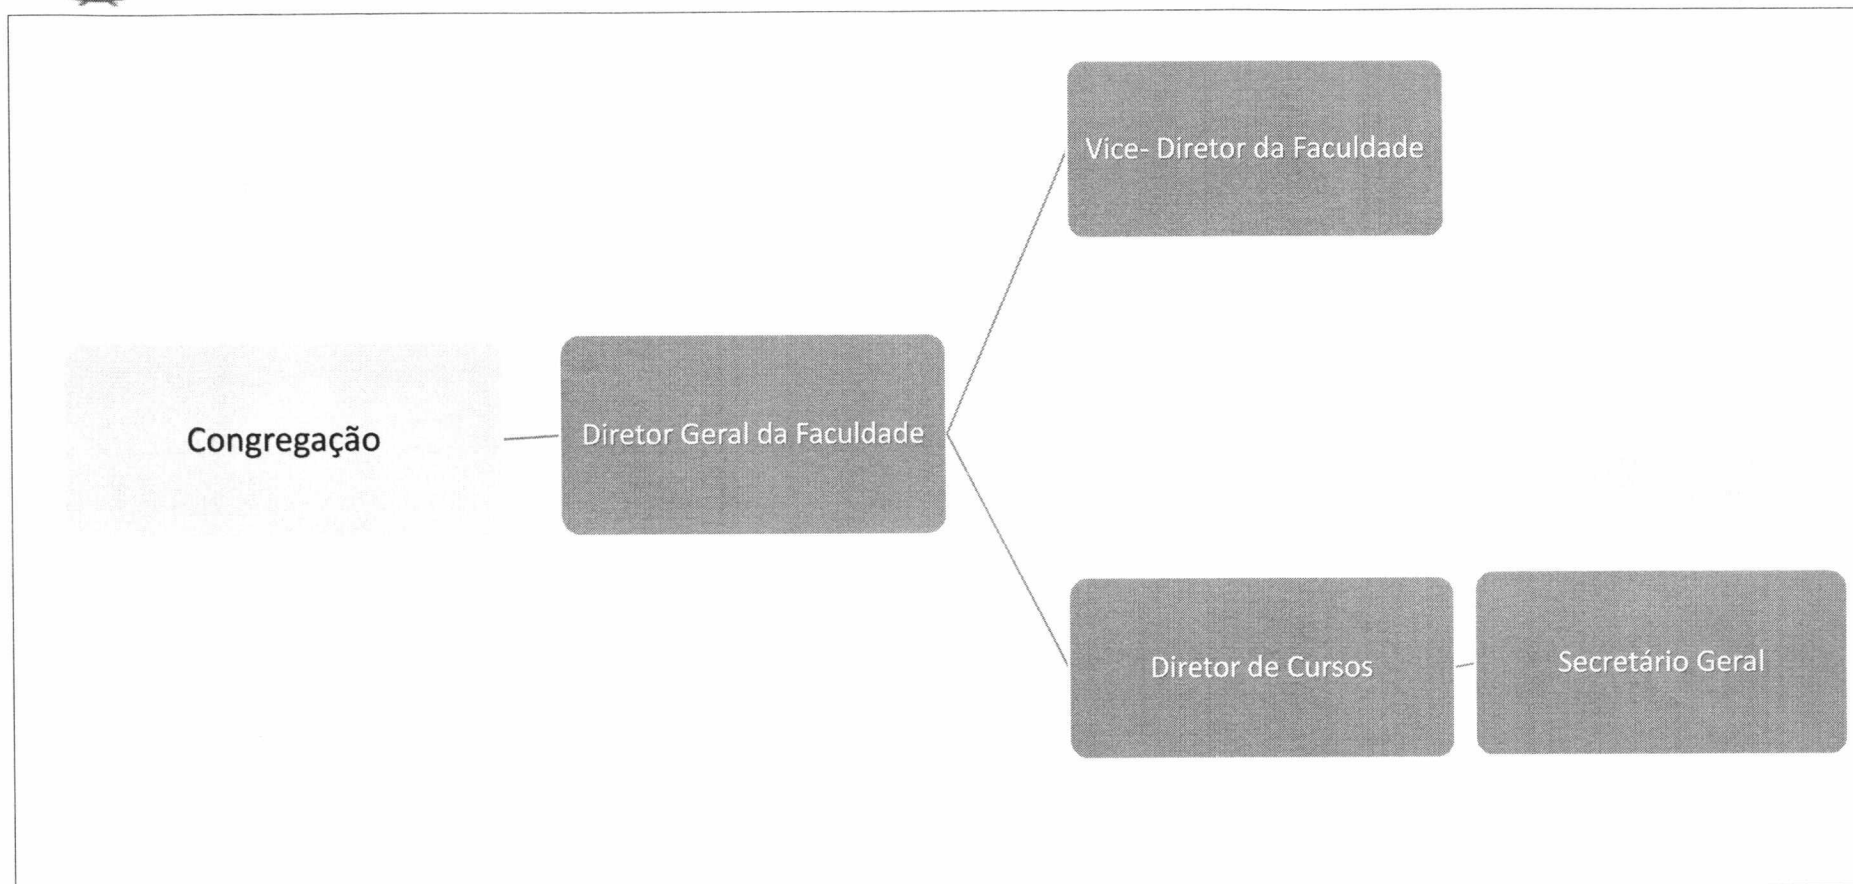 Vice- Diretor da Faculdade
Congregação
Diretor Geral da Faculdade
Diretor de Cursos
Secretário Geral